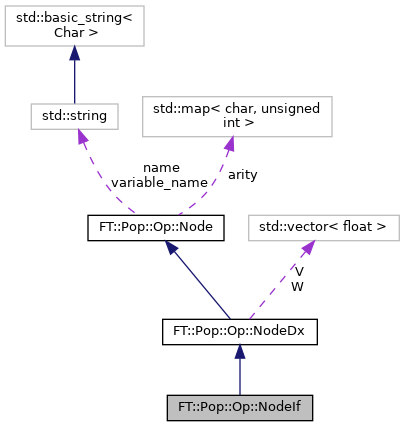 std::basic_string<
Char >
std::string
std::map< char, unsigned
int >
name
variable_name
arity
FT::Pop::Op::Node
std::vector< float >
V
W
FT::Pop::Op::NodeDx
FT::Pop::Op::NodeIf